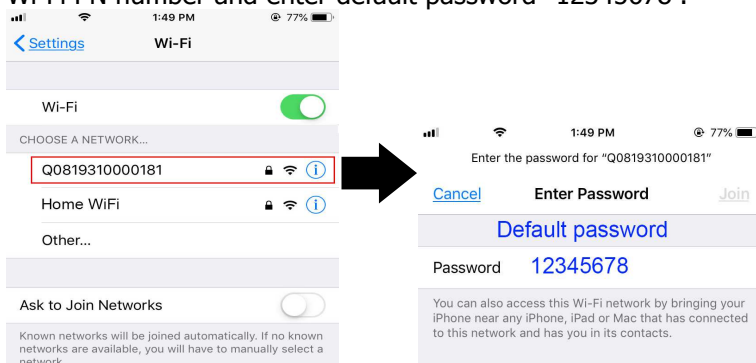 Wi-Fi PN number and enter default password "12345678".
1:49 PM
77%
Settings
Wi-Fi
Wi-Fi
CHOOSE A NETWORK...
Q0819310000181
Home WiFi
Other...
Ask to Join Networks
Known networks will be joined automatically. If no known
networks are available, you will have to manually select a
network.
1:49 PM
77%
Enter the password for “Q0819310000181”
Cancel
Enter Password
Join
Default password
Password 12345678
You can also access this Wi-Fi network by bringing your
iPhone near any iPhone, iPad or Mac that has connected
to this network and has you in its contacts.